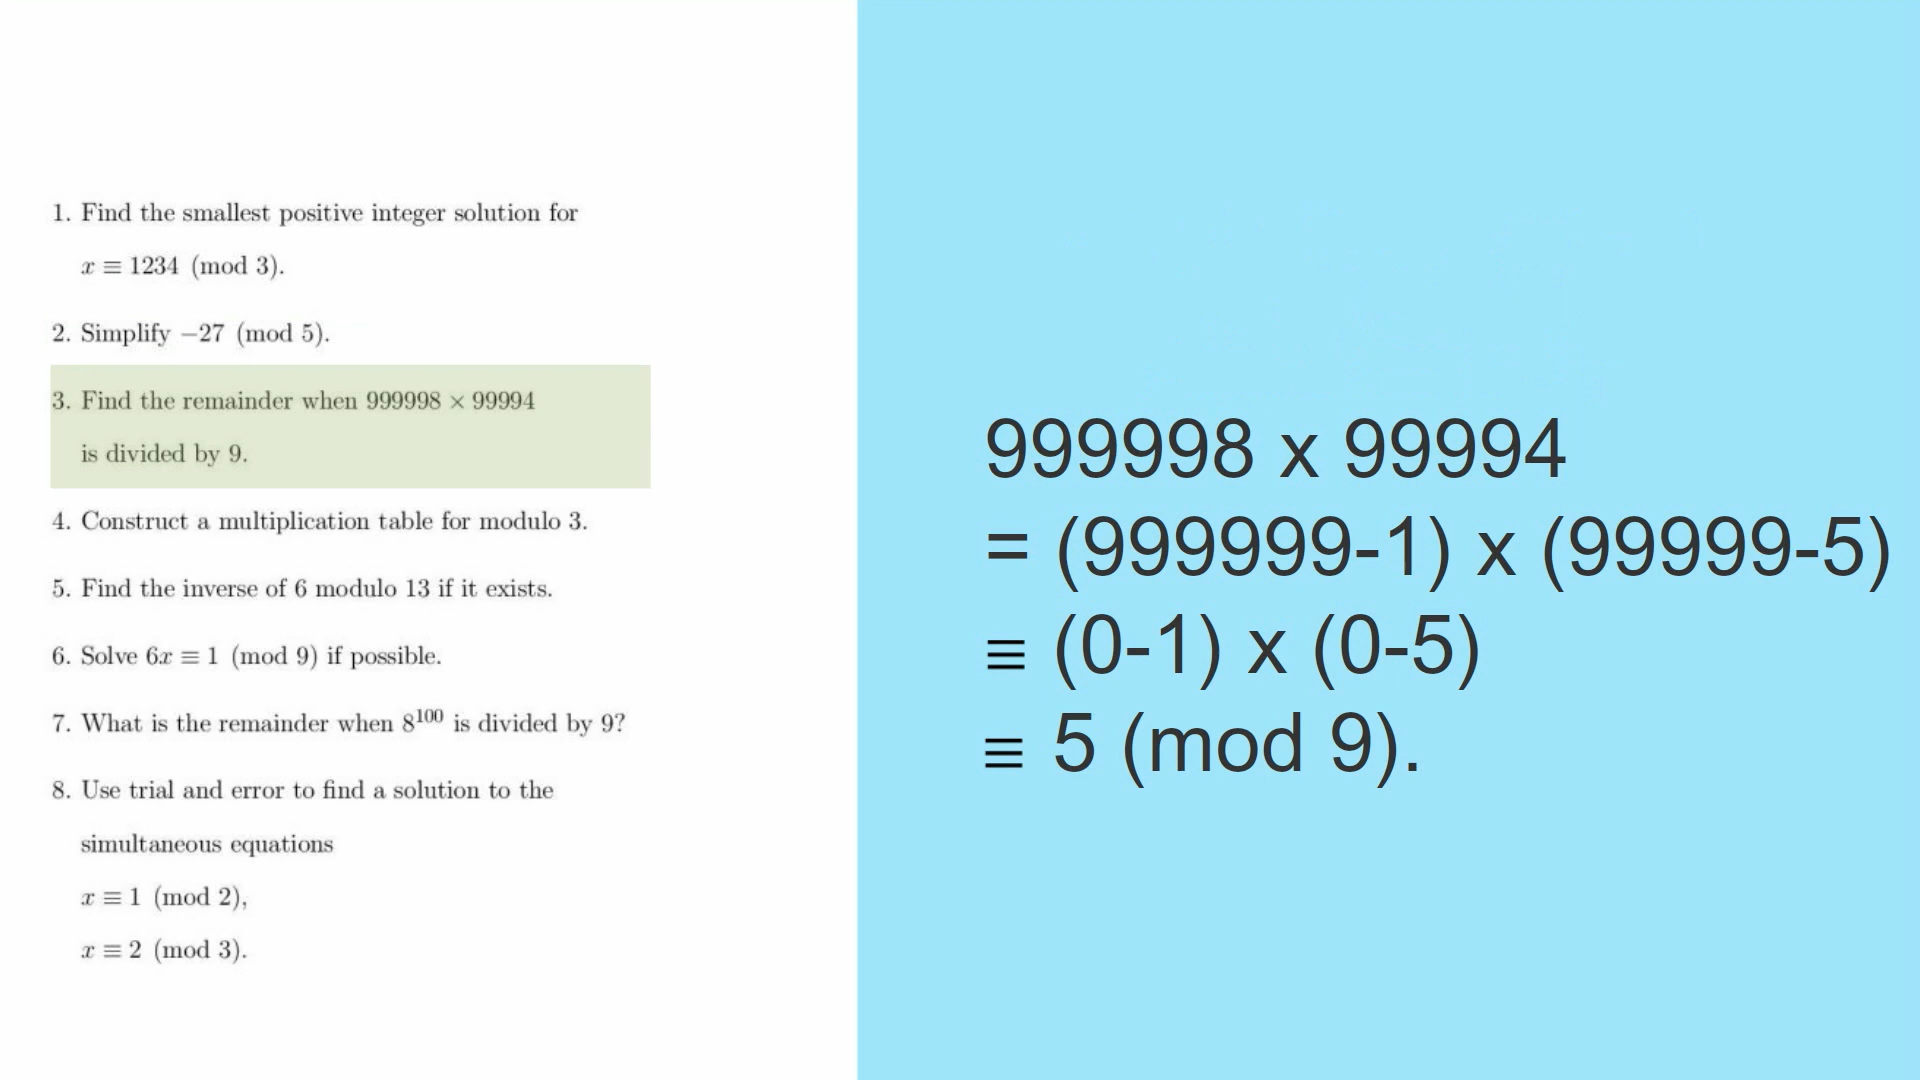 1. Find the smallest positive integer solution for
x ≡ 1234 (mod 3).
2. Simplify −27 (mod 5).
3. Find the remainder when 999998 × 99994
is divided by 9.
4. Construct a multiplication table for modulo 3.
5. Find the inverse of 6 modulo 13 if it exists.
6. Solve 6x ≡ 1 (mod 9) if possible.
7. What is the remainder when 8¹⁰⁰ is divided by 9?
8. Use trial and error to find a solution to the
simultaneous equations
x ≡ 1 (mod 2),
x ≡ 2 (mod 3).
999998 x 99994
= (999999-1) x (99999-5)
≡ (0-1) x (0-5)
≡ 5 (mod 9).